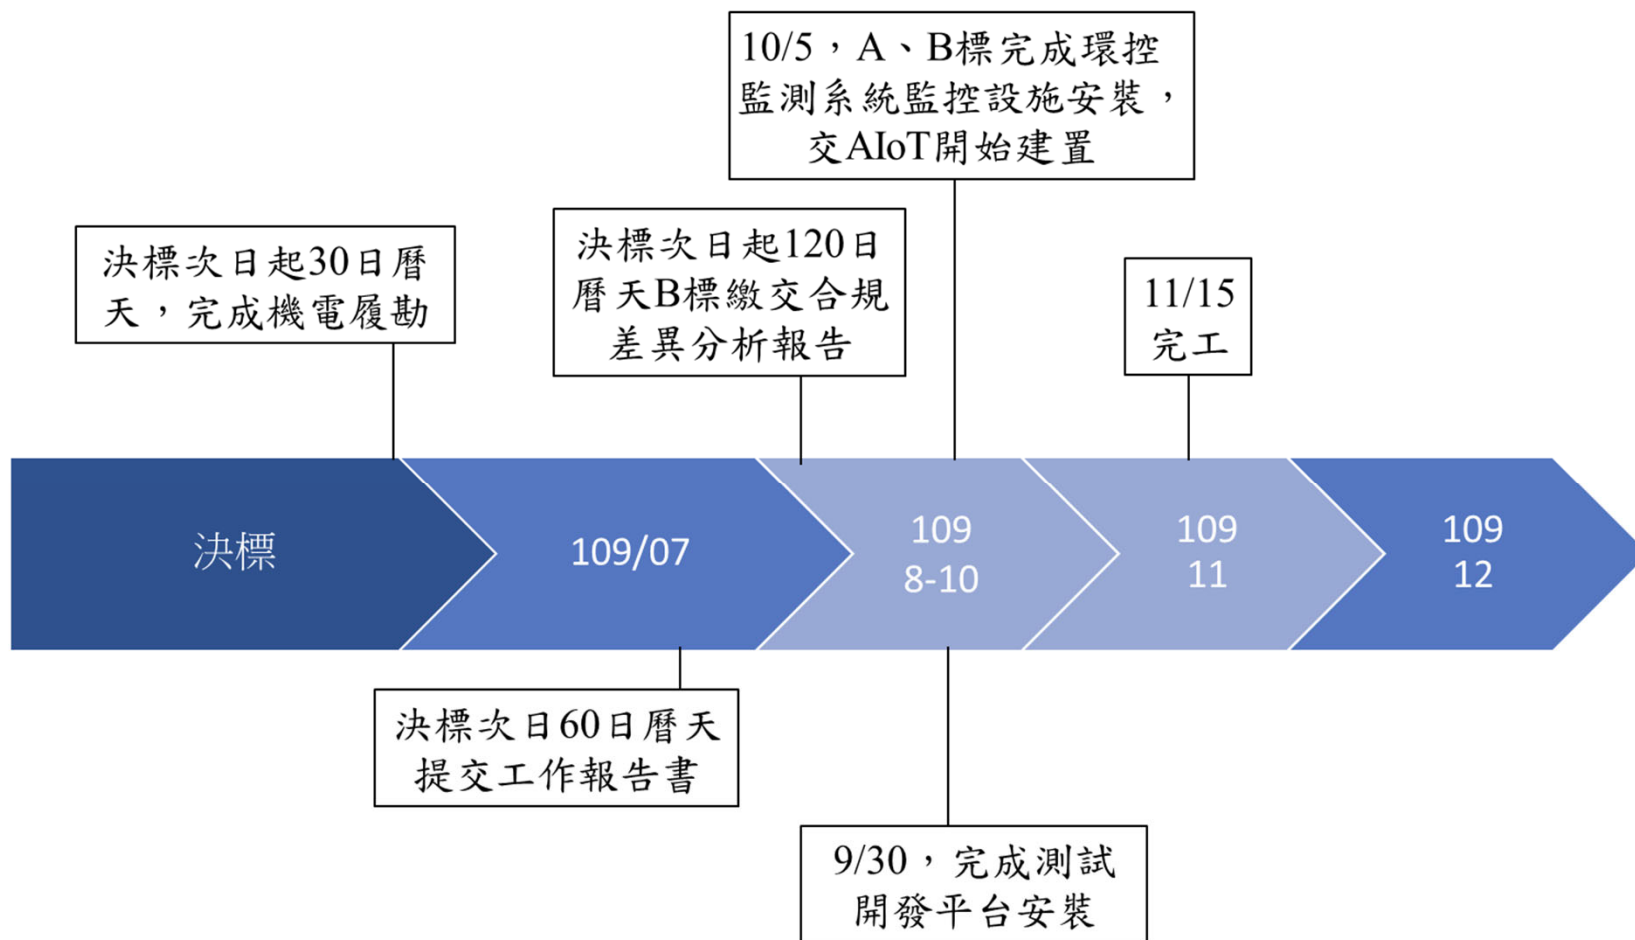 10/5，A、B標完成環控
監測系統監控設施安裝，
交AIoT開始建置
決標次日起30日曆
天，完成機電履勘
決標次日起120日
曆天B標繳交合規
差異分析報告
11/15
完工
決標
109/07
109
8-10
109
11
109
12
決標次日60日曆天
提交工作報告書
9/30，完成測試
開發平台安裝